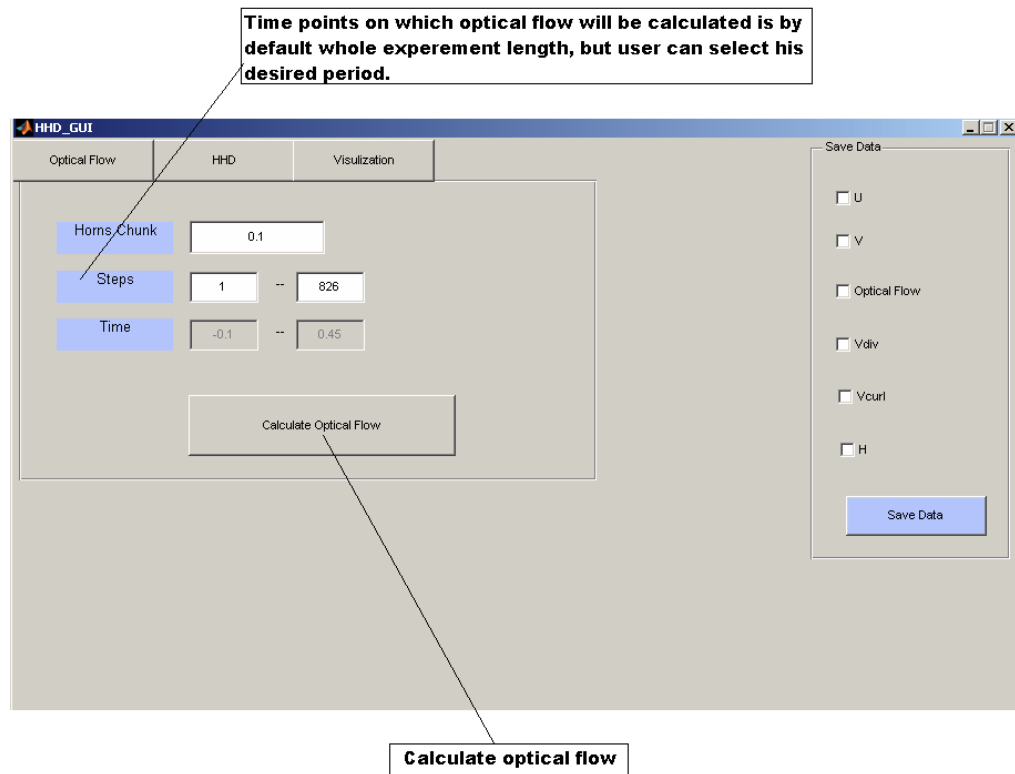 Time points on which optical flow will be calculated is by
default whole experement length, but user can select his
desired period.
HHD_GUI
Optical Flow
HHD
Visulization
Horns Chunk
0.1
Steps
1 -- 826
Time
-0.1 -- 0.45
Calculate Optical Flow
Save Data
U
V
Optical Flow
Vdiv
Vcurl
H
Save Data
Calculate optical flow